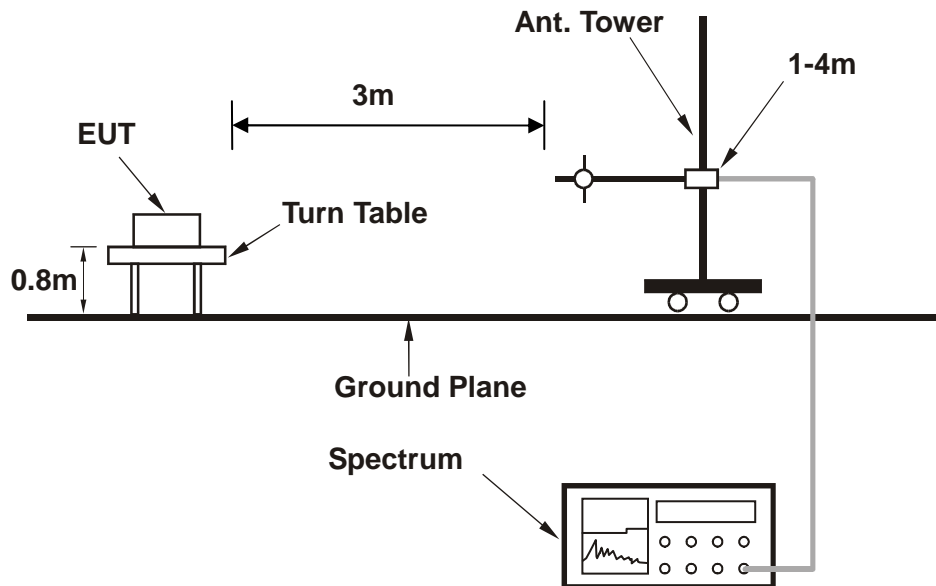 Ant. Tower
1-4m
3m
EUT
Turn Table
0.8m
Ground Plane
Spectrum